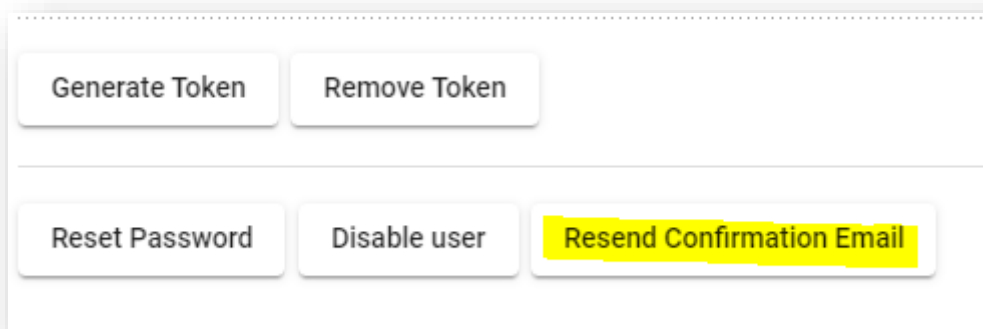 Generate Token Remove Token
Reset Password Disable user Resend Confirmation Email